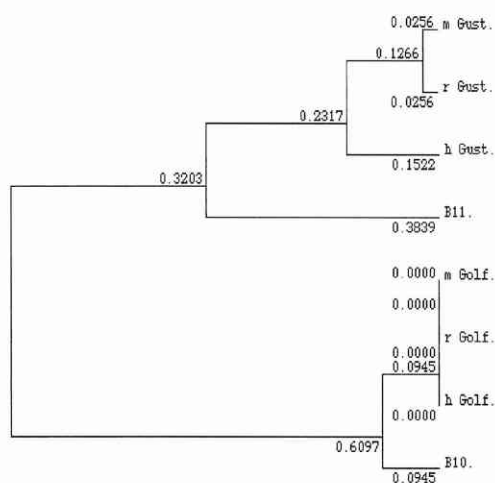 0.0256 m Gust.
0.1266
r Gust.
0.0256
0.2317
h Gust.
0.1522
0.3203
B11.
0.3839
0.0000 m Golf.
0.0000
r Golf.
0.0000
0.0945
h Golf.
0.0000
0.6097
B10.
0.0945